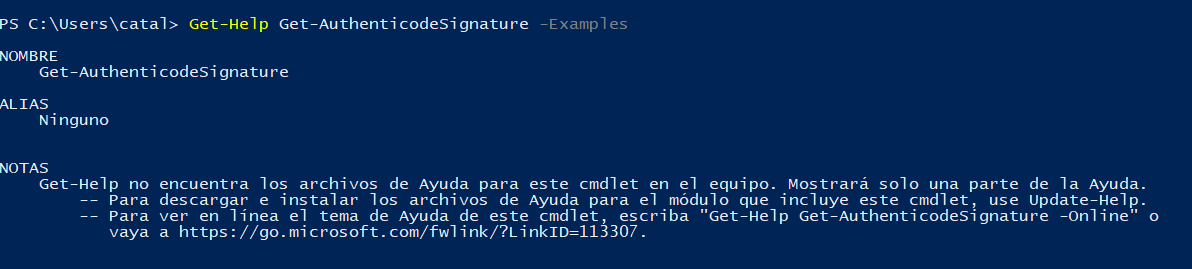 PS C:\Users\catal> Get-Help Get-AuthenticodeSignature -Examples
NOMBRE
Get-AuthenticodeSignature
ALIAS
Ninguno
NOTAS
Get-Help no encuentra los archivos de Ayuda para este cmdlet en el equipo. Mostrará solo una parte de la Ayuda.
-- Para descargar e instalar los archivos de Ayuda para el módulo que incluye este cmdlet, use Update-Help.
-- Para ver en línea el tema de Ayuda de este cmdlet, escriba "Get-Help Get-AuthenticodeSignature -Online" o
vaya a https://go.microsoft.com/fwlink/?LinkID=113307.